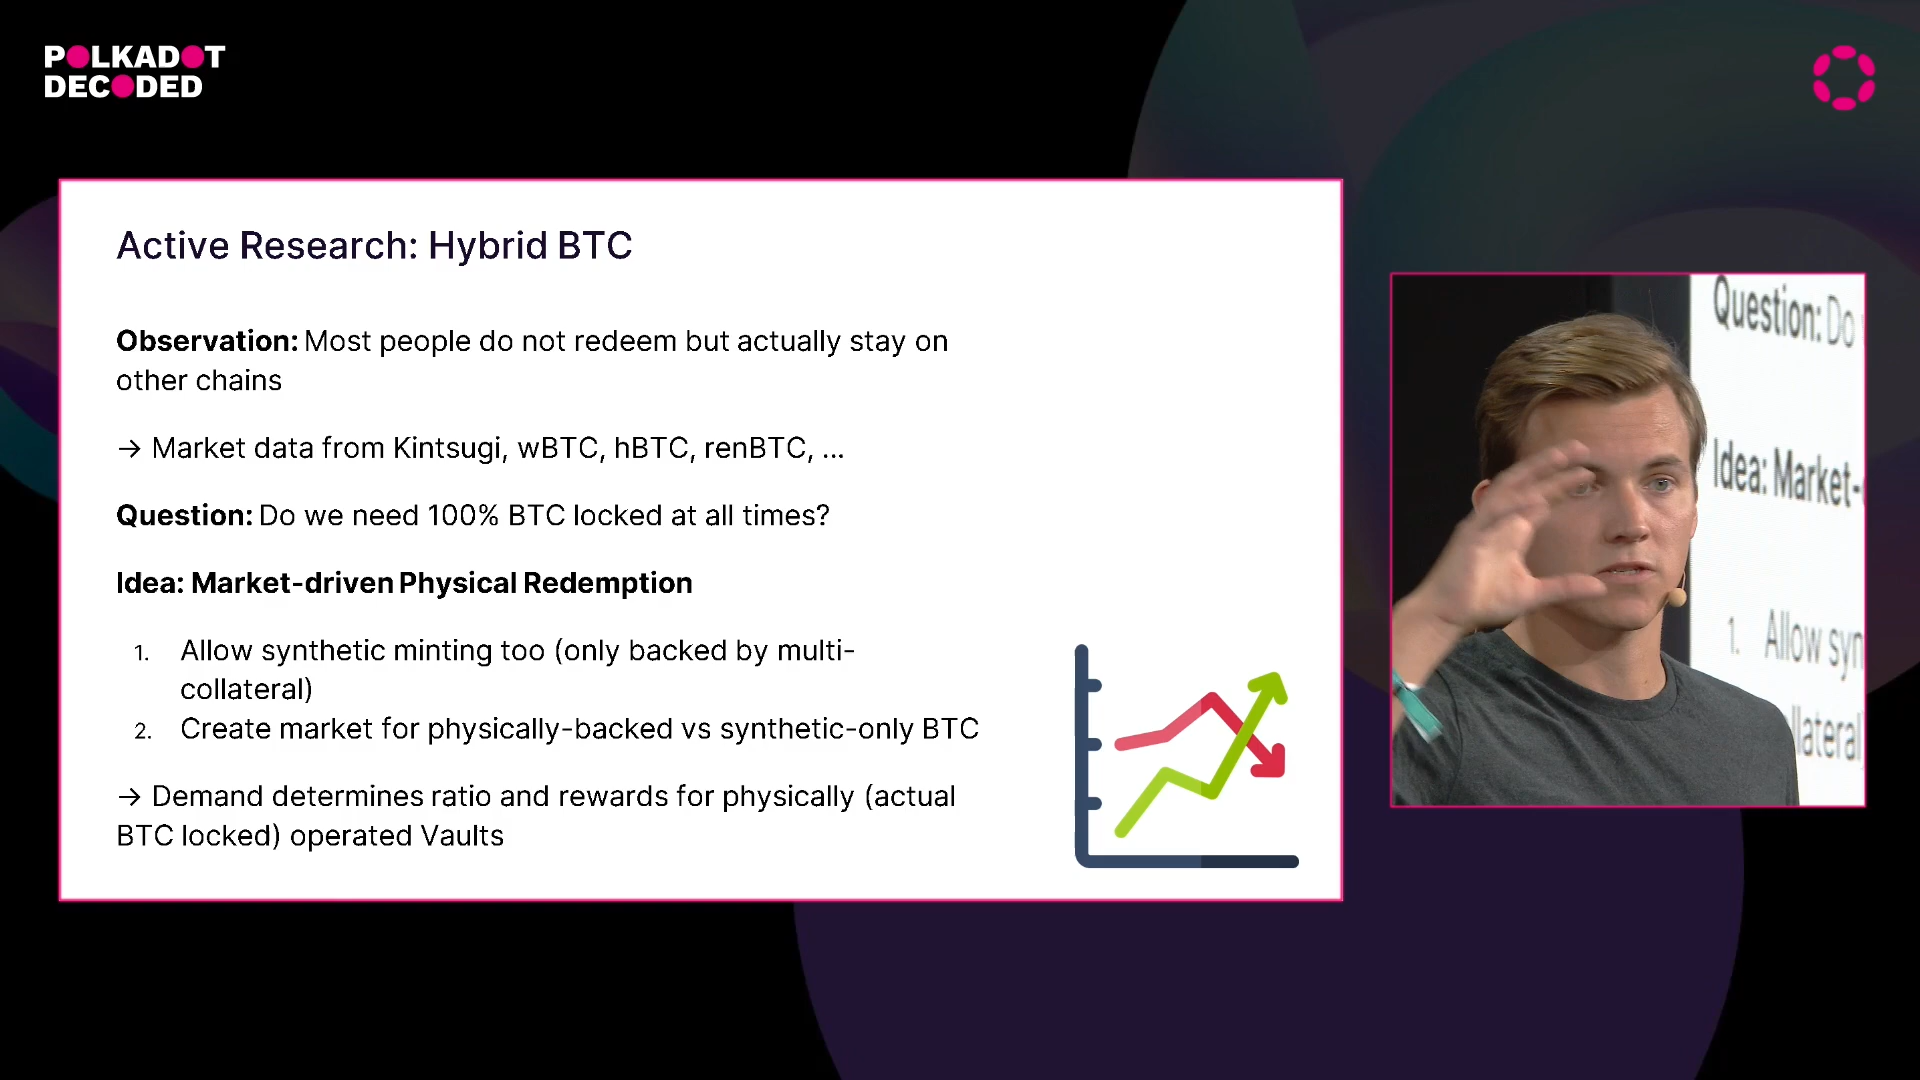 POLKADOT
DECODED
Active Research: Hybrid BTC
Observation: Most people do not redeem but actually stay on
other chains
→ Market data from Kintsugi, wBTC, hBTC, renBTC, ...
Question: Do we need 100% BTC locked at all times?
Idea: Market-driven Physical Redemption
1. Allow synthetic minting too (only backed by multi-
collateral)
2. Create market for physically-backed vs synthetic-only BTC
→ Demand determines ratio and rewards for physically (actual
BTC locked) operated Vaults
Question: Do
Idea: Market-
1. Allow syn
llateral)